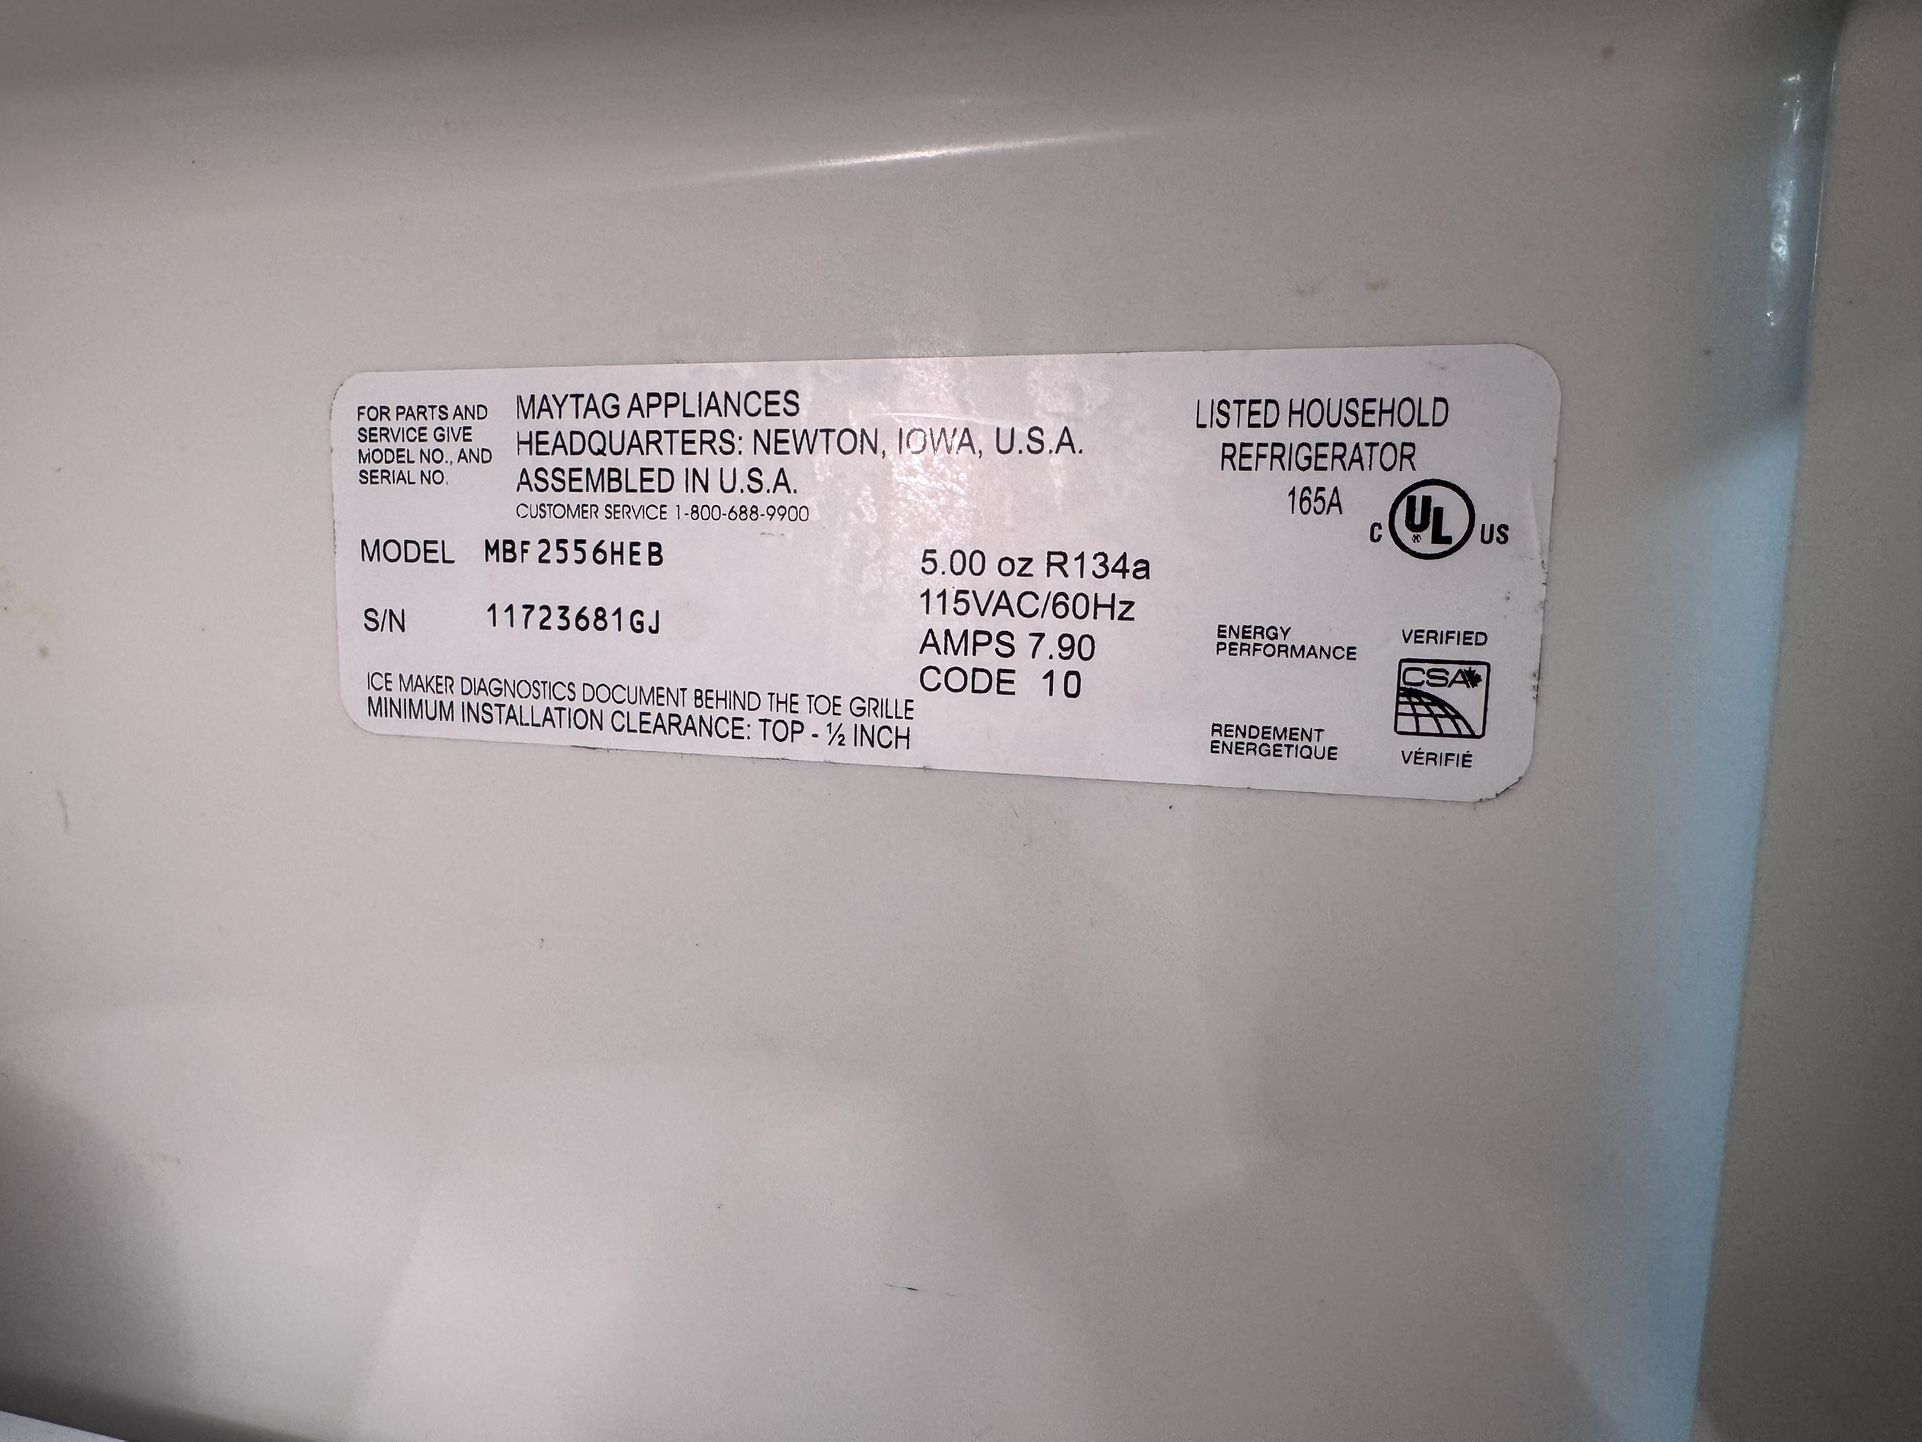 FOR PARTS AND
SERVICE GIVE
MODEL NO., AND
SERIAL NO.
MAYTAG APPLIANCES
HEADQUARTERS: NEWTON, IOWA, U.S.A.
ASSEMBLED IN U.S.A.
CUSTOMER SERVICE 1-800-688-9900
LISTED HOUSEHOLD
REFRIGERATOR
165A
C UL US
MODEL MBF2556HEB
S/N 11723681GJ
5.00 oz R134a
115VAC/60Hz
AMPS 7.90
CODE 10
ICE MAKER DIAGNOSTICS DOCUMENT BEHIND THE TOE GRILLE
MINIMUM INSTALLATION CLEARANCE: TOP - ½ INCH
ENERGY
PERFORMANCE
VERIFIED
CSA
RENDEMENT
ENERGETIQUE
VÉRIFIÉ